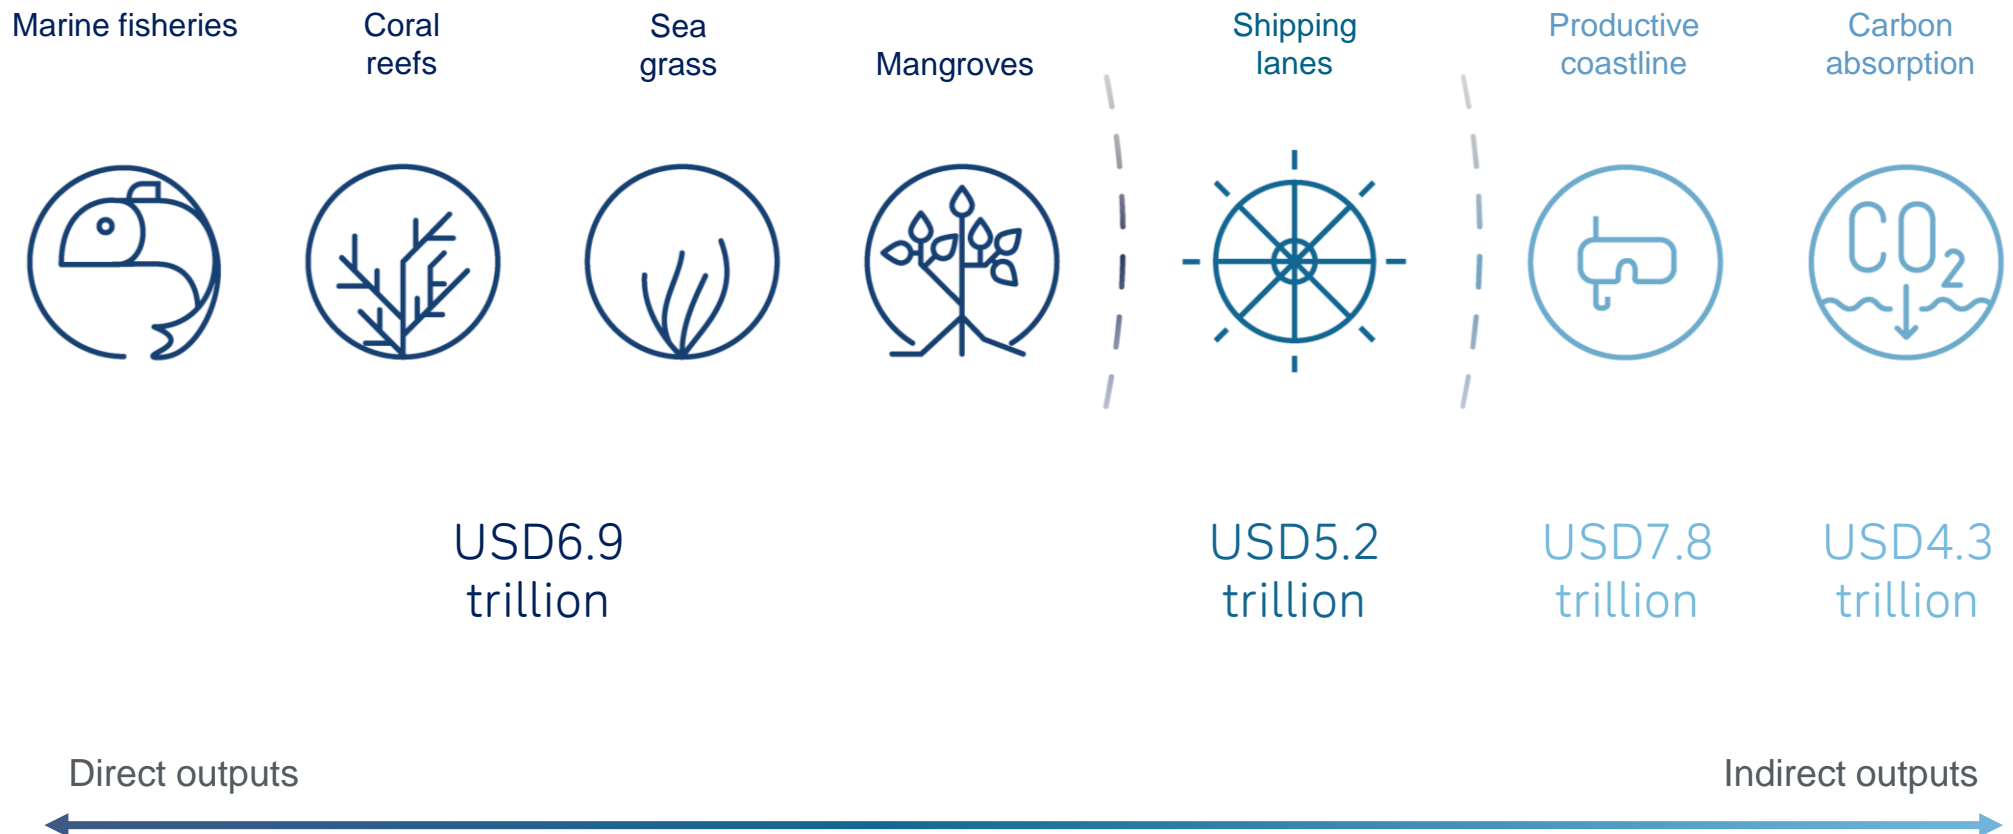 Marine fisheries
Coral
reefs
Sea
grass
Mangroves
Shipping
lanes
Productive
coastline
Carbon
absorption
CO2
USD6.9
trillion
USD5.2
trillion
USD7.8
trillion
USD4.3
trillion
Direct outputs
Indirect outputs